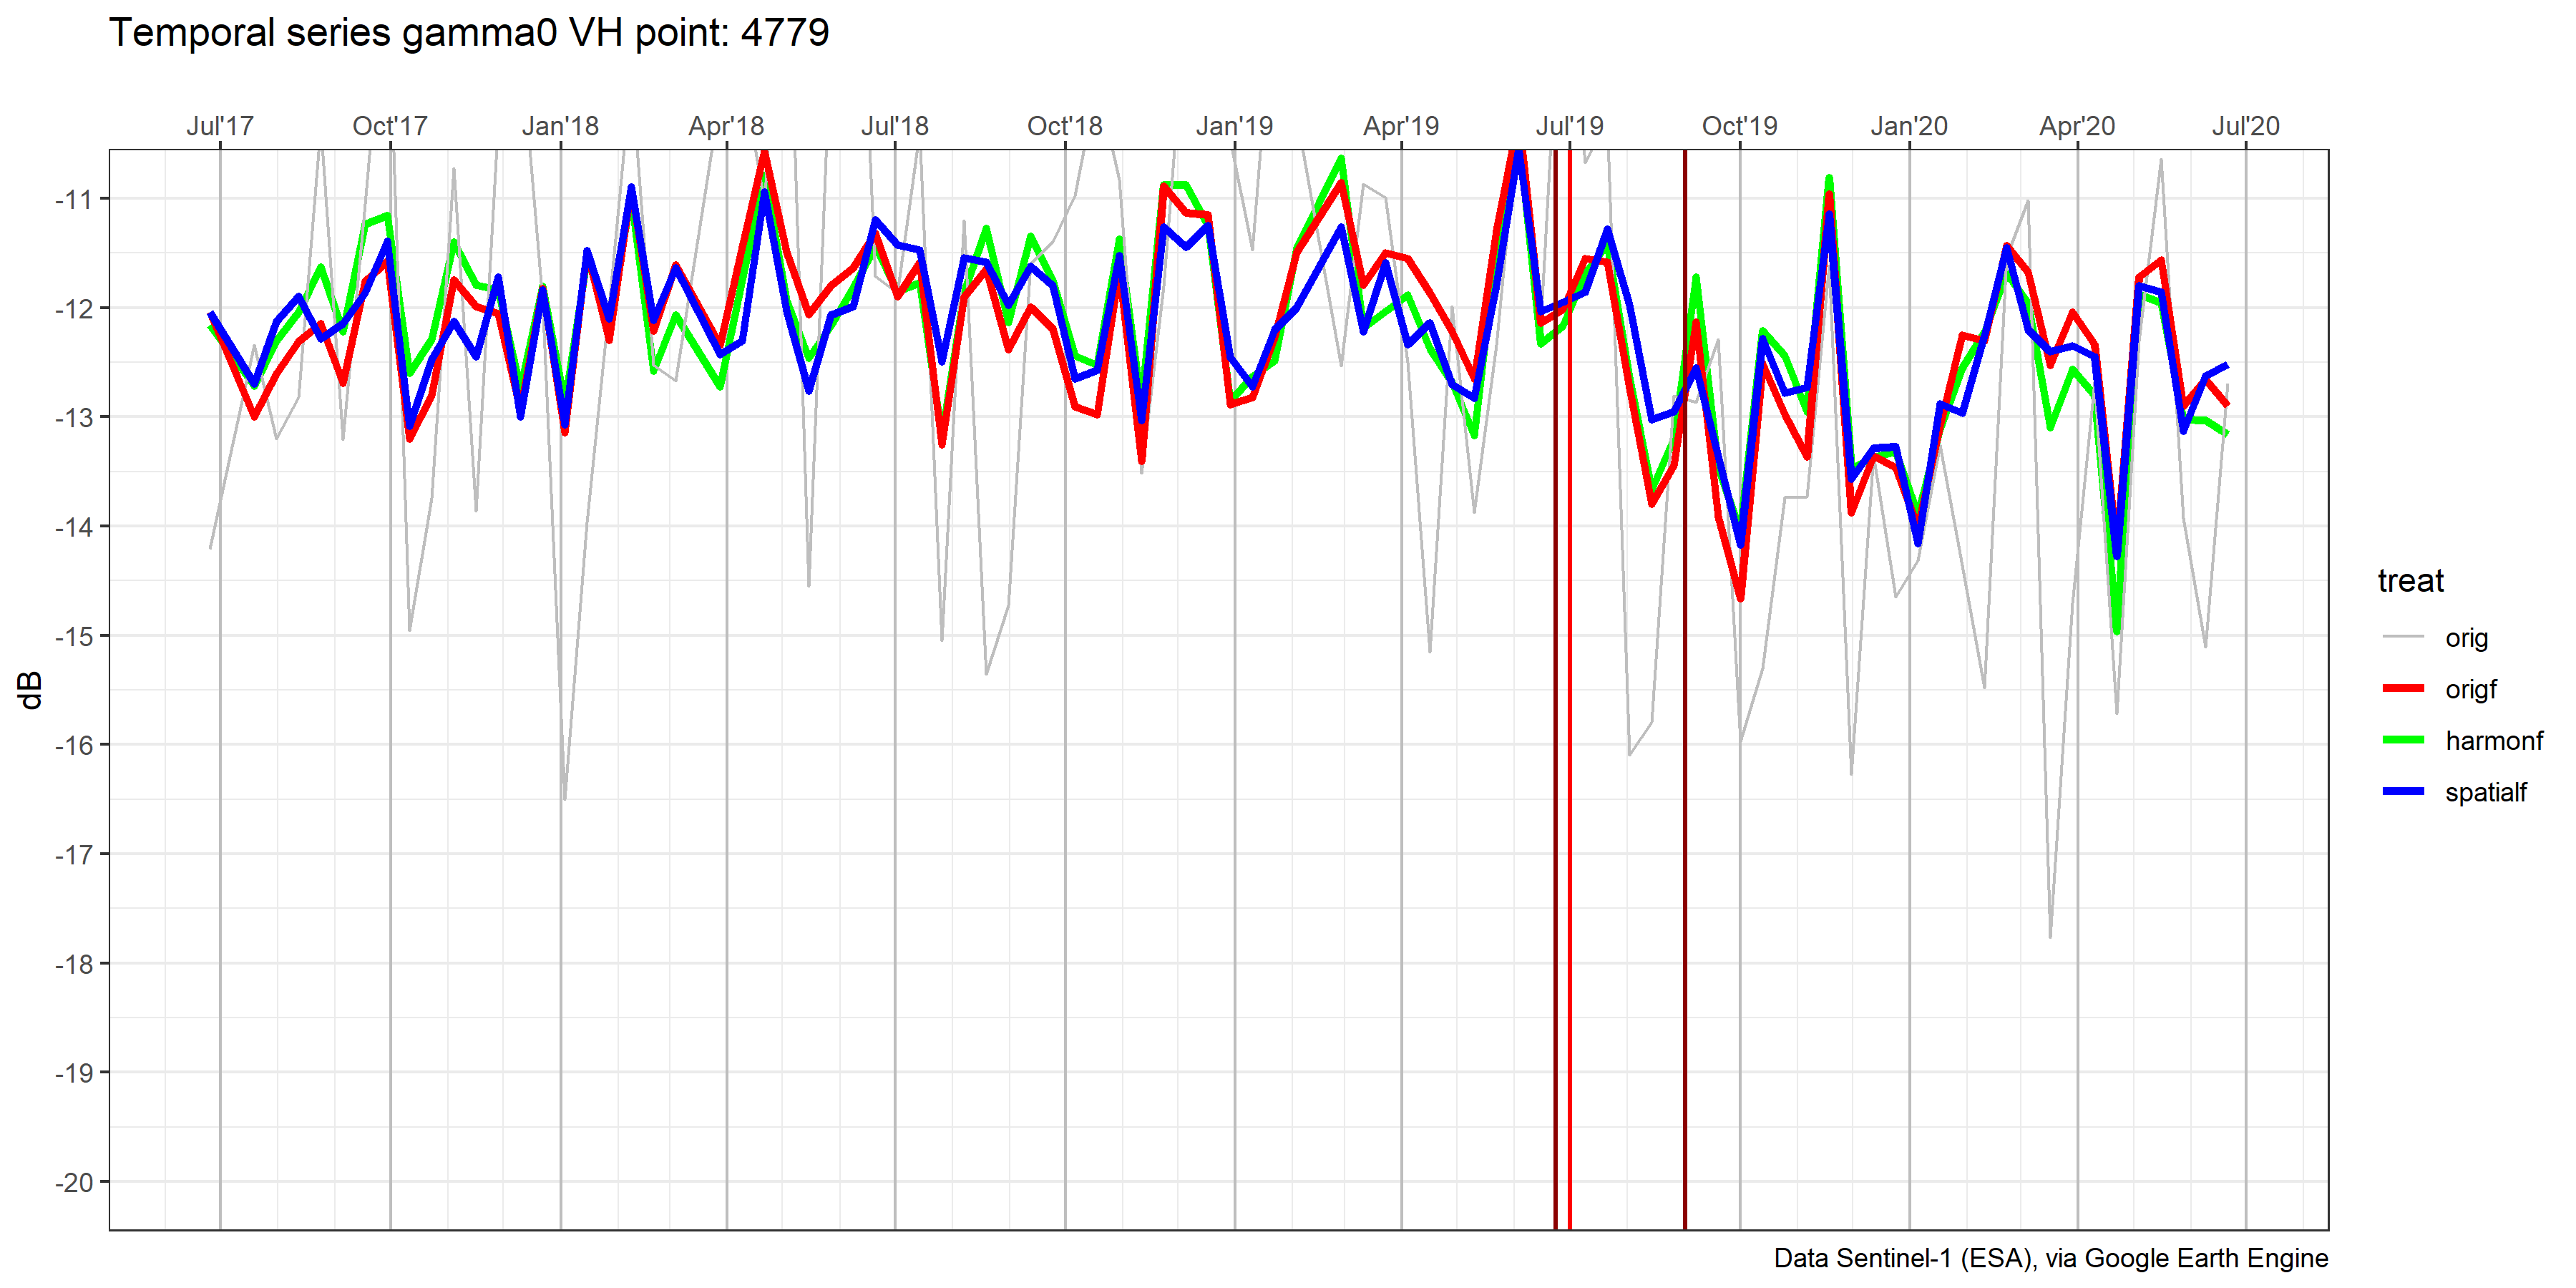 Temporal series gamma0 VH point: 4779
Jul'17 Oct'17 Jan'18 Apr'18 Jul'18 Oct'18 Jan'19 Apr'19 Jul'19 Oct'19 Jan'20 Apr'20 Jul'20
-11
-12
-13
-14
-15
-16
-17
-18
-19
-20
dB
treat
orig
origf
harmonf
spatialf
Data Sentinel-1 (ESA), via Google Earth Engine